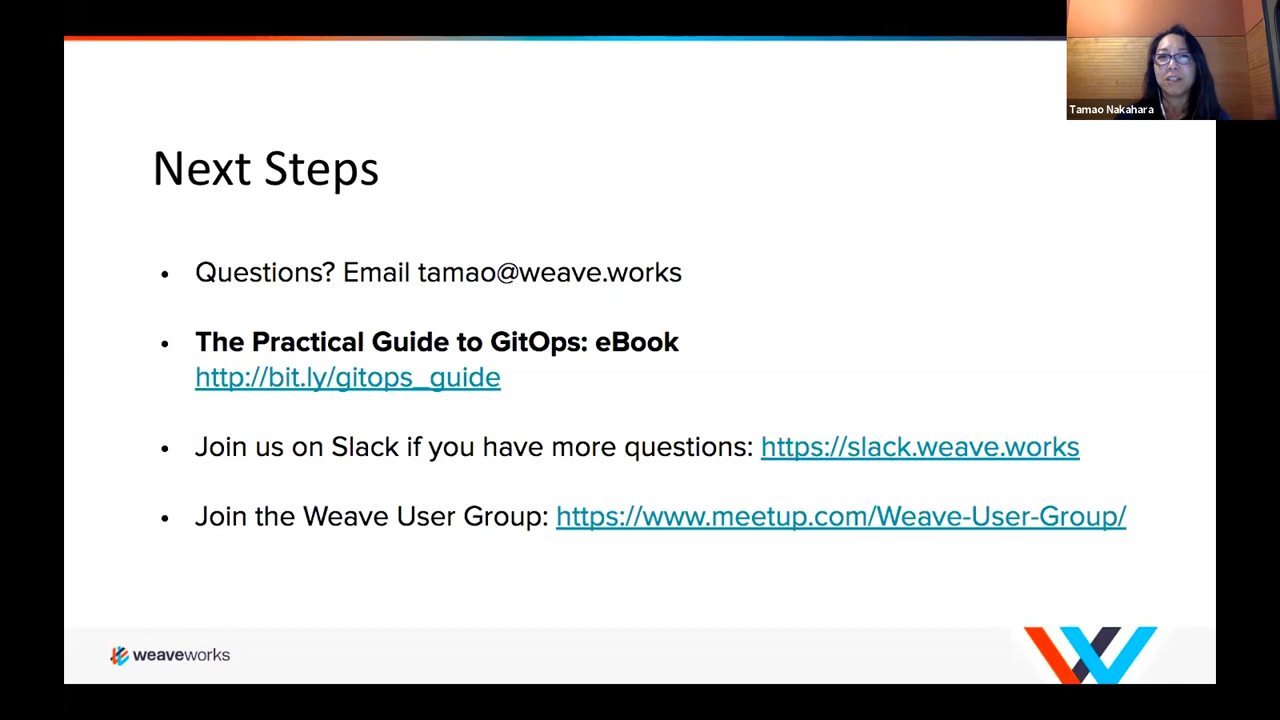 Tamao Nakahara
Next Steps
• Questions? Email tamao@weave.works
• The Practical Guide to GitOps: eBook
http://bit.ly/gitops_guide
• Join us on Slack if you have more questions: https://slack.weave.works
• Join the Weave User Group: https://www.meetup.com/Weave-User-Group/
weaveworks